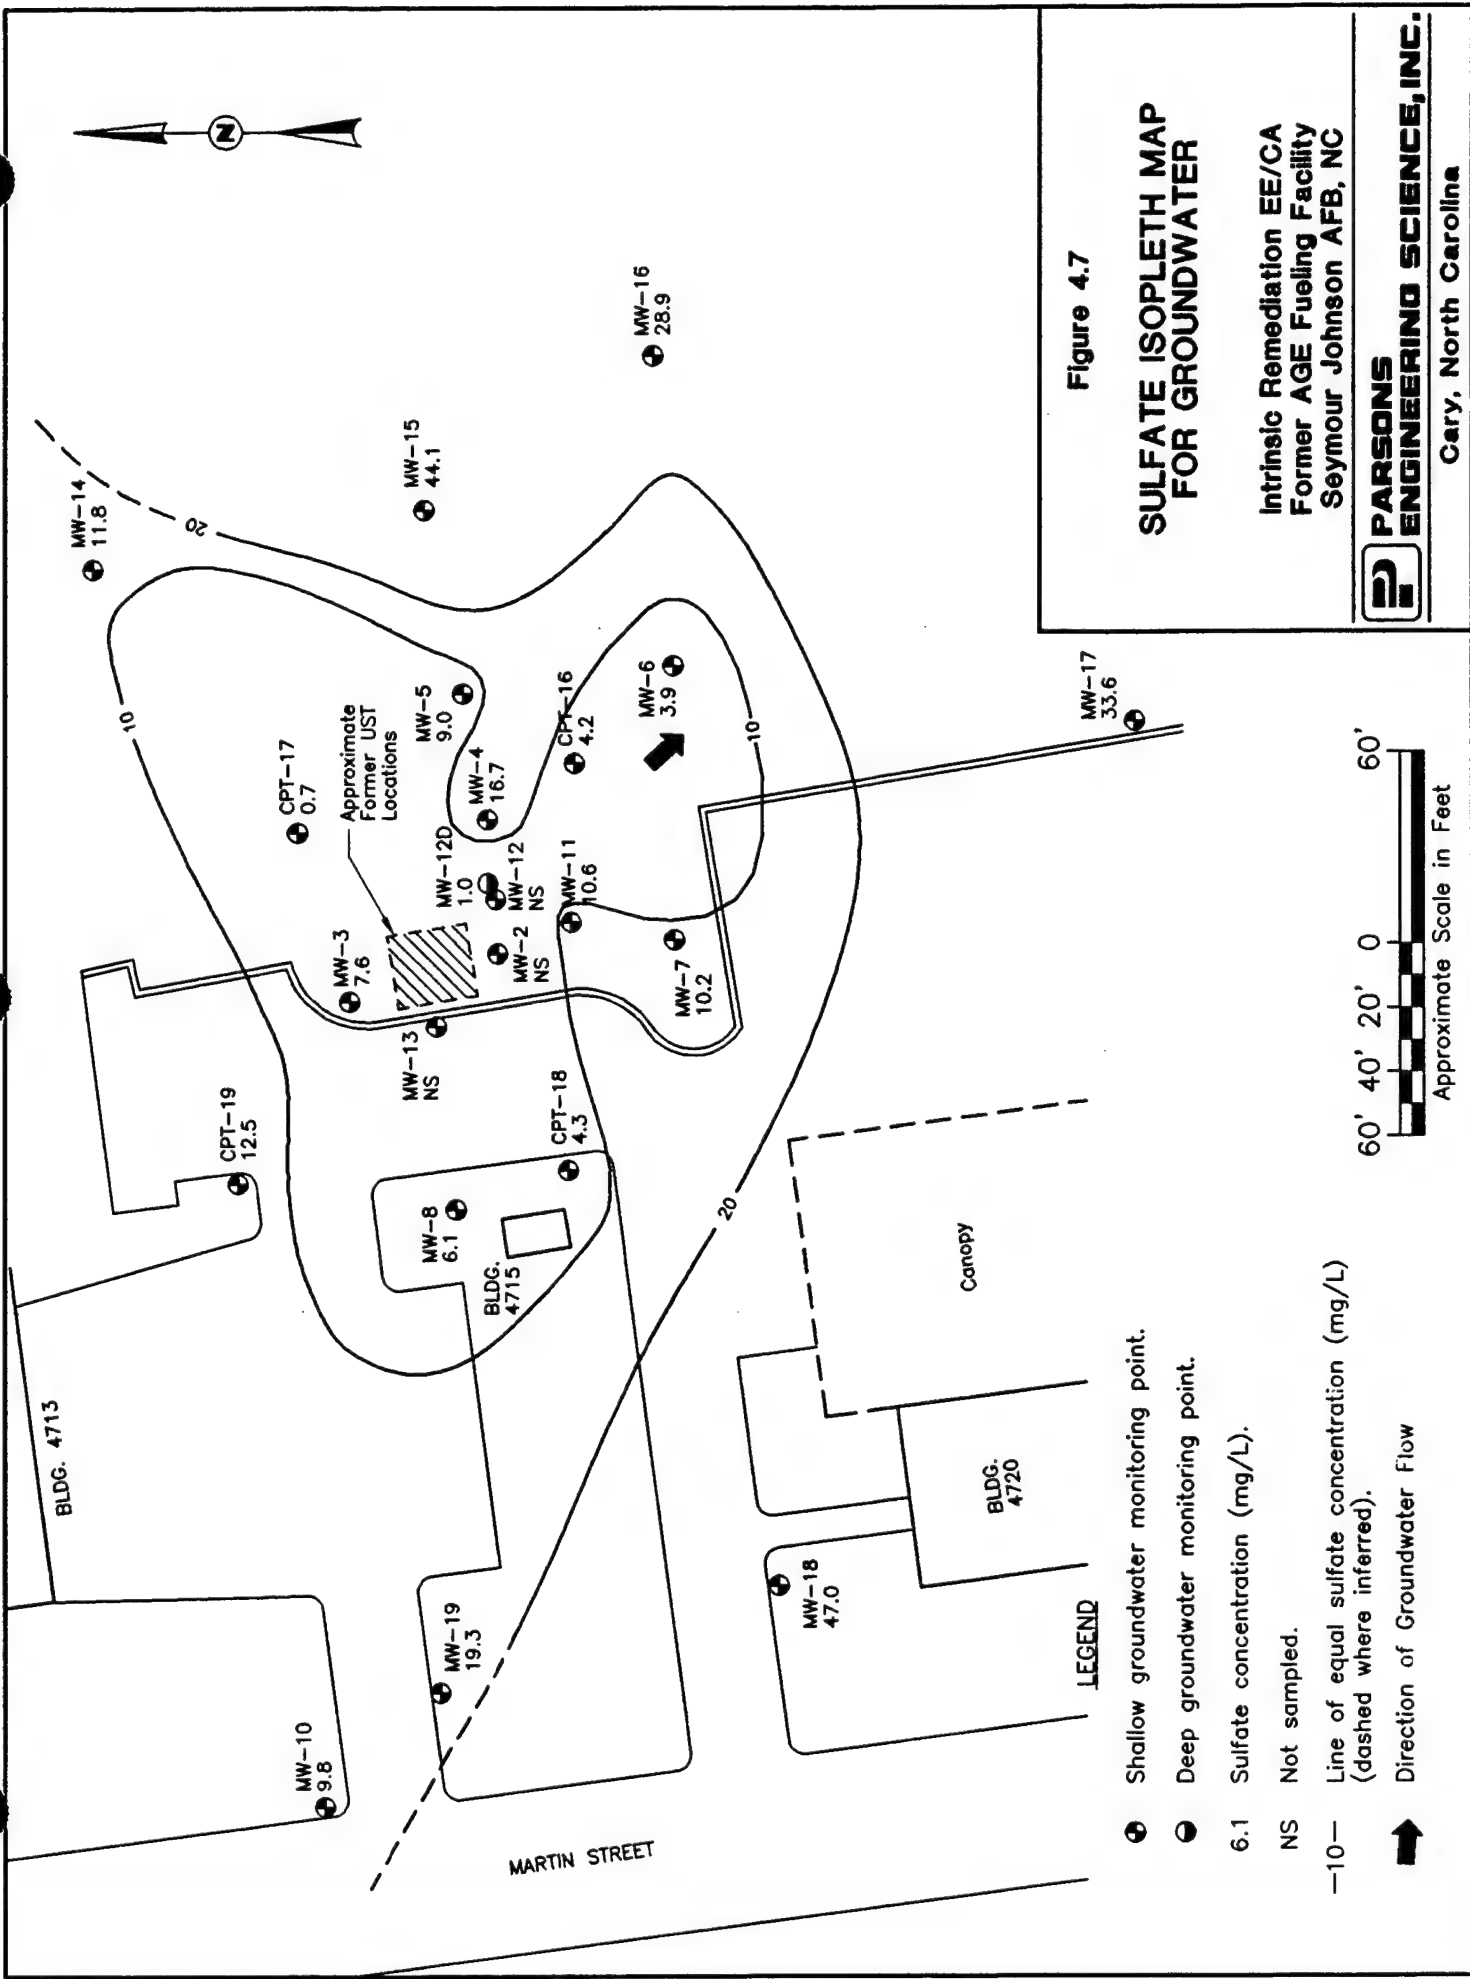 BLDG. 4713
MW-10
9.8
MW-19
19.3
MARTIN STREET
CPT-19
12.5
MW-8
6.1
BLDG.
4715
CPT-18
4.3
MW-13
NS
MW-3
7.6
MW-2
NS
MW-12D
1.0
MW-12
NS
MW-11
10.6
MW-7
10.2
CPT-17
0.7
Approximate
Former UST
Locations
MW-4
16.7
MW-5
9.0
CPT-16
4.2
MW-6
3.9
MW-14
11.8
MW-15
44.1
MW-16
28.9
MW-17
33.6
MW-18
47.0
10
10
20
20
N
BLDG.
4720
Canopy
LEGEND
Shallow groundwater monitoring point.
Deep groundwater monitoring point.
6.1 Sulfate concentration (mg/L).
NS Not sampled.
—10— Line of equal sulfate concentration (mg/L)
(dashed where inferred).
Direction of Groundwater Flow
60' 40' 20' 0 60'
Approximate Scale in Feet
Figure 4.7
SULFATE ISOPLETH MAP
FOR GROUNDWATER
Intrinsic Remediation EE/CA
Former AGE Fueling Facility
Seymour Johnson AFB, NC
PARSONS
ENGINEERING SCIENCE, INC.
Cary, North Carolina